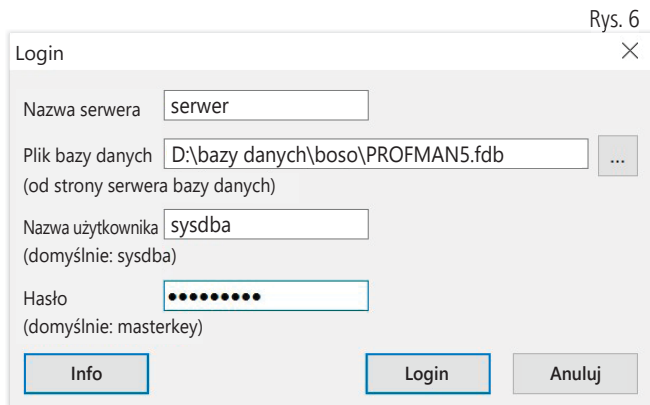 Rys. 6
Login
Nazwa serwera serwer
Plik bazy danych D:\bazy danych\boso\PROFMAN5.fdb ...
(od strony serwera bazy danych)
Nazwa użytkownika sysdba
(domyślnie: sysdba)
Hasło •••••••••
(domyślnie: masterkey)
Info Login Anuluj